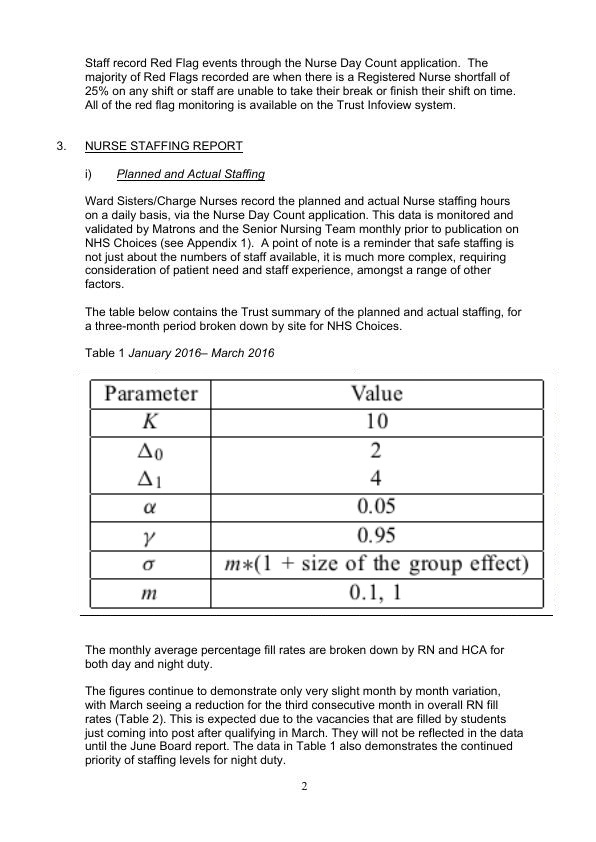 Staff record Red Flag events through the Nurse Day Count application.  The
majority of Red Flags recorded are when there is a Registered Nurse shortfall of
25% on any shift or staff are unable to take their break or finish their shift on time.
All of the red flag monitoring is available on the Trust Infoview system.
3. NURSE STAFFING REPORT
i) Planned and Actual Staffing
Ward Sisters/Charge Nurses record the planned and actual Nurse staffing hours
on a daily basis, via the Nurse Day Count application. This data is monitored and
validated by Matrons and the Senior Nursing Team monthly prior to publication on
NHS Choices (see Appendix 1).  A point of note is a reminder that safe staffing is
not just about the numbers of staff available, it is much more complex, requiring
consideration of patient need and staff experience, amongst a range of other
factors.
The table below contains the Trust summary of the planned and actual staffing, for
a three-month period broken down by site for NHS Choices.
Table 1 January 2016– March 2016
Parameter Value
K 10
Δ0 2
Δ1 4
α 0.05
γ 0.95
σ m*(1 + size of the group effect)
m 0.1, 1
The monthly average percentage fill rates are broken down by RN and HCA for
both day and night duty.
The figures continue to demonstrate only very slight month by month variation,
with March seeing a reduction for the third consecutive month in overall RN fill
rates (Table 2). This is expected due to the vacancies that are filled by students
just coming into post after qualifying in March. They will not be reflected in the data
until the June Board report. The data in Table 1 also demonstrates the continued
priority of staffing levels for night duty.
2